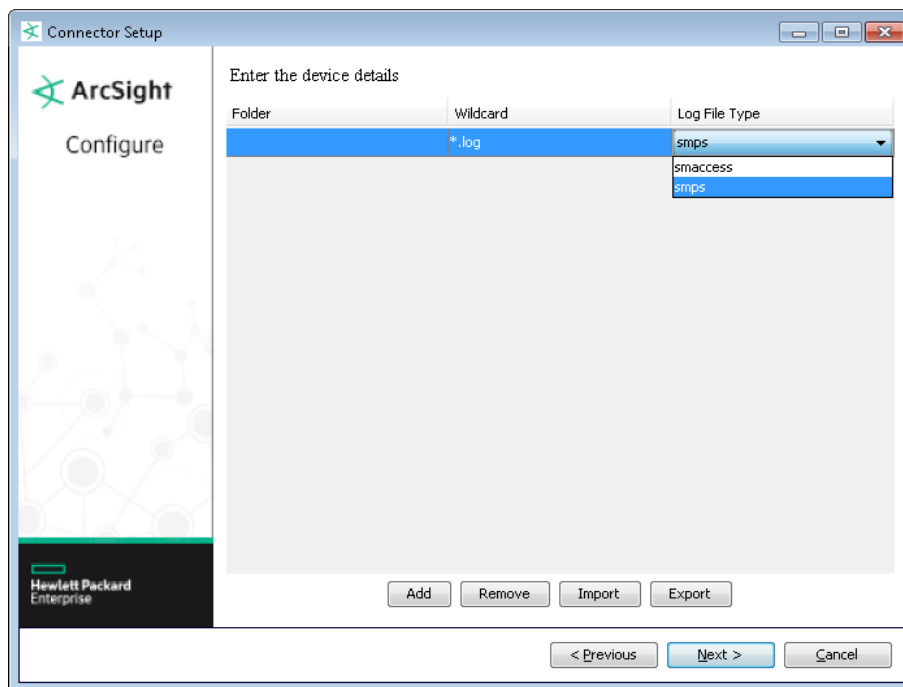 Connector Setup
ArcSight
Configure
Enter the device details
Folder Wildcard Log File Type
*.log smps
smaccess
smps
Hewlett Packard
Enterprise
Add Remove Import Export
< Previous Next > Cancel